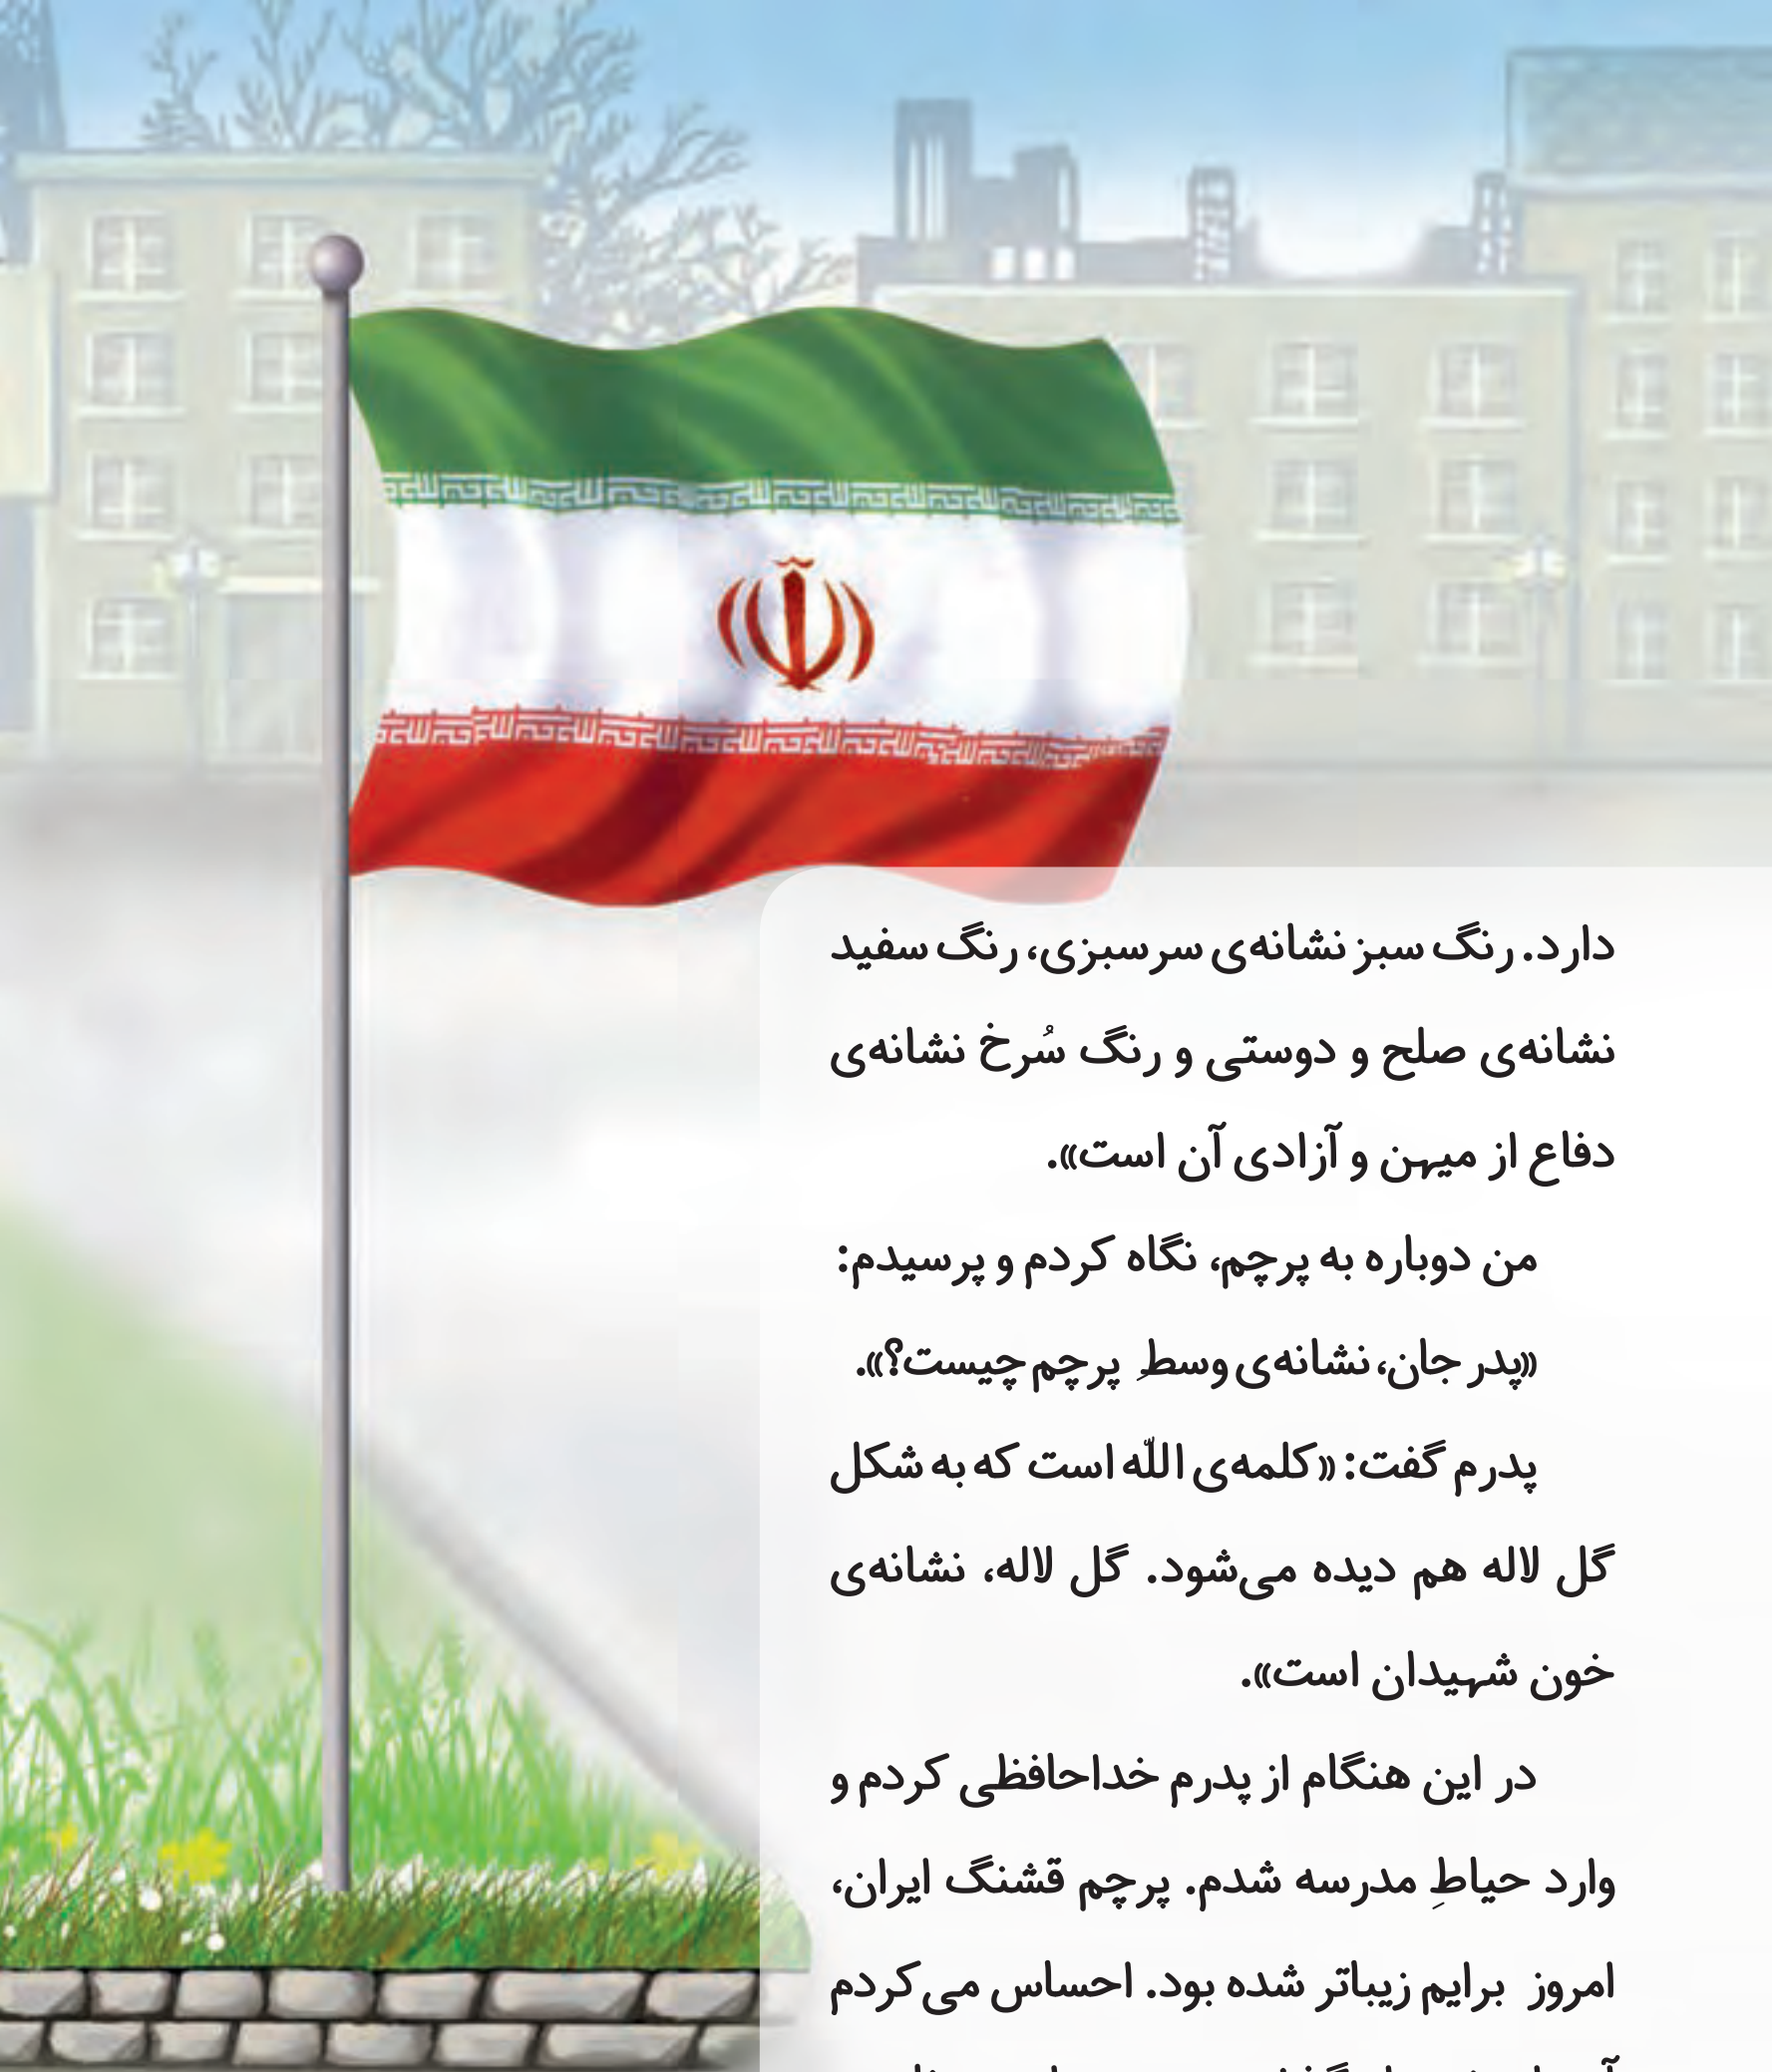 دارد. رنگ سبز نشانه‌ی سرسبزی، رنگ سفید
نشانه‌ی صلح و دوستی و رنگ سُرخ نشانه‌ی
دفاع از میهن و آزادی آن است».
من دوباره به پرچم، نگاه کردم و پرسیدم:
«پدر جان، نشانه‌ی وسطِ پرچم چیست؟».
پدرم گفت: «کلمه‌ی اللّه است که به شکل
گل لاله هم دیده می‌شود. گل لاله، نشانه‌ی
خون شهیدان است».
در این هنگام از پدرم خداحافظی کردم و
وارد حیاطِ مدرسه شدم. پرچم قشنگ ایران،
امروز برایم زیباتر شده بود. احساس می‌کردم